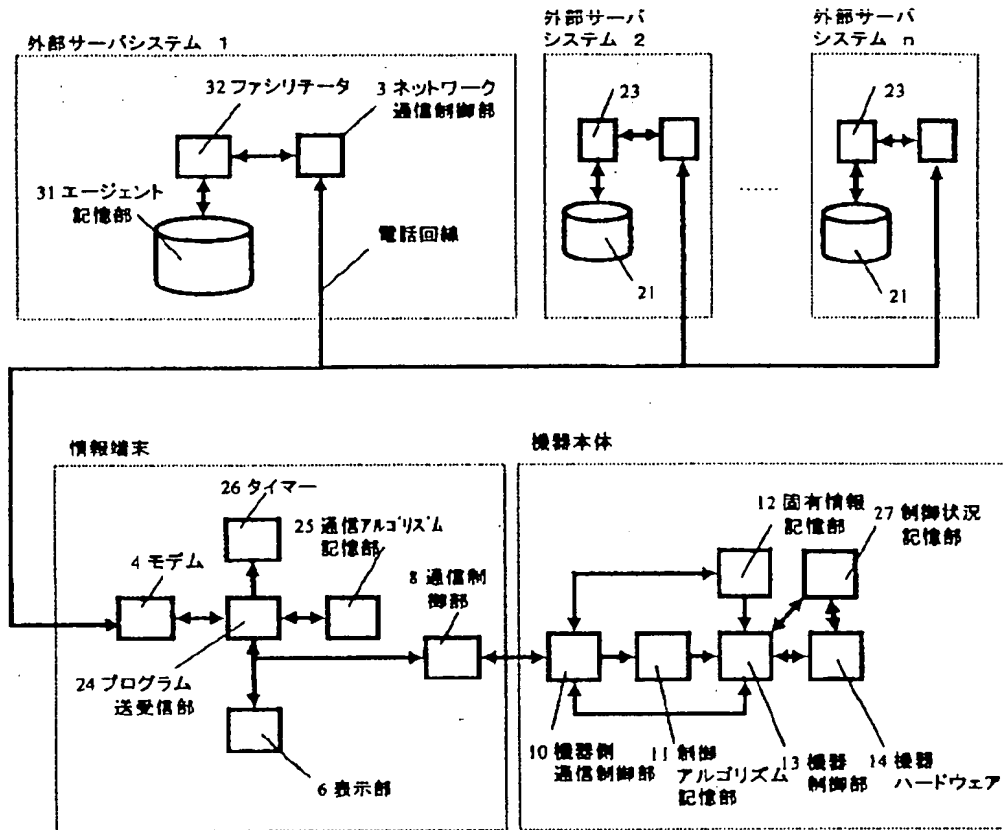 外部サーバシステム 1
32 ファシリテータ
3 ネットワーク
通信制御部
31 エージェント
記憶部
電話回線
外部サーバ
システム 2
23
21
……
外部サーバ
システム n
23
21
情報端末
26 タイマー
25 通信アルゴリズム
記憶部
4 モデム
8 通信制
御部
24 プログラム
送受信部
6 表示部
機器本体
12 固有情報
記憶部
27 制御状況
記憶部
10 機器側
通信制御部
11 制御
アルゴリズム
記憶部
13 機器
制御部
14 機器
ハードウェア